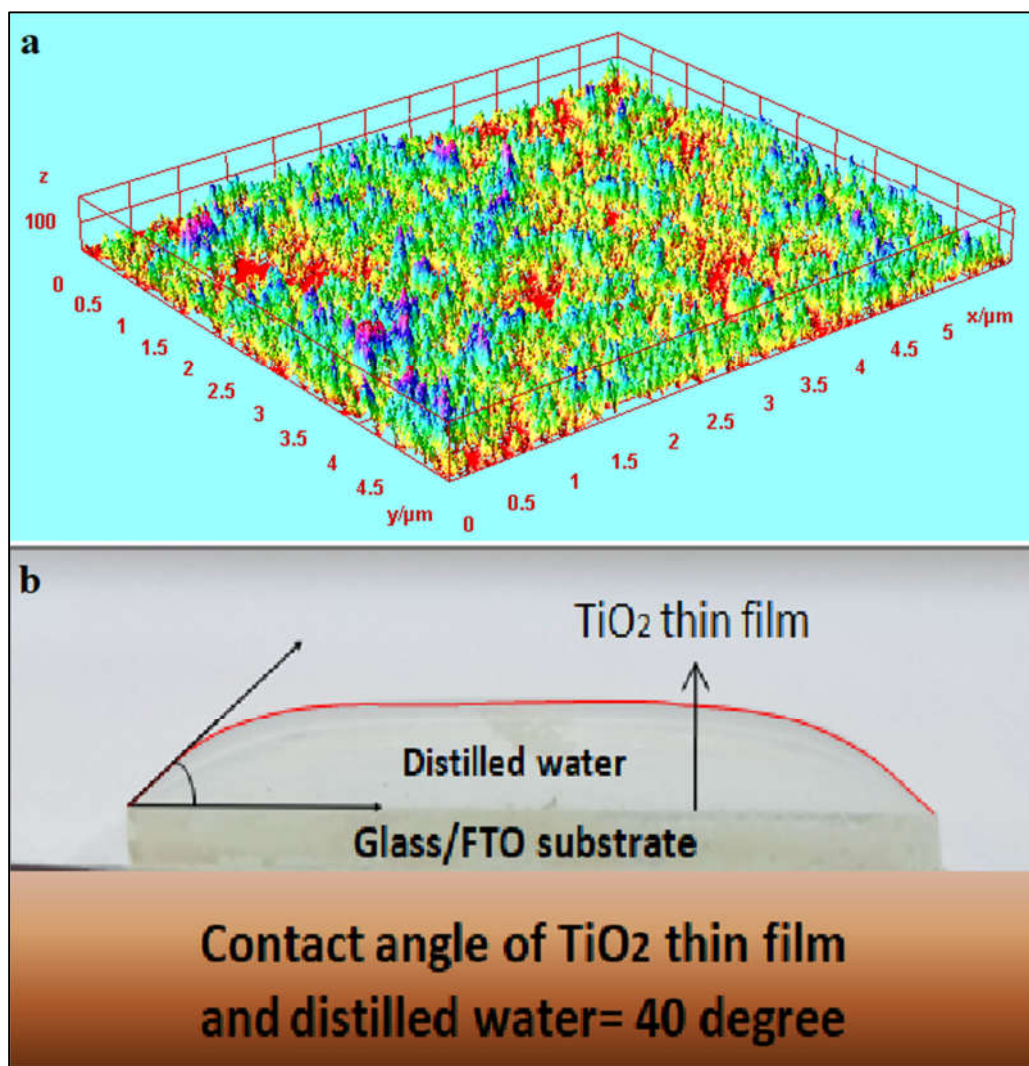 a
z
100
0
0.5
1
1.5
2
2.5
3
3.5
4
4.5
y/µm
0
0.5
1
1.5
2
2.5
3
3.5
4
4.5
5
x/µm
b
TiO₂ thin film
Distilled water
Glass/FTO substrate
Contact angle of TiO₂ thin film
and distilled water= 40 degree